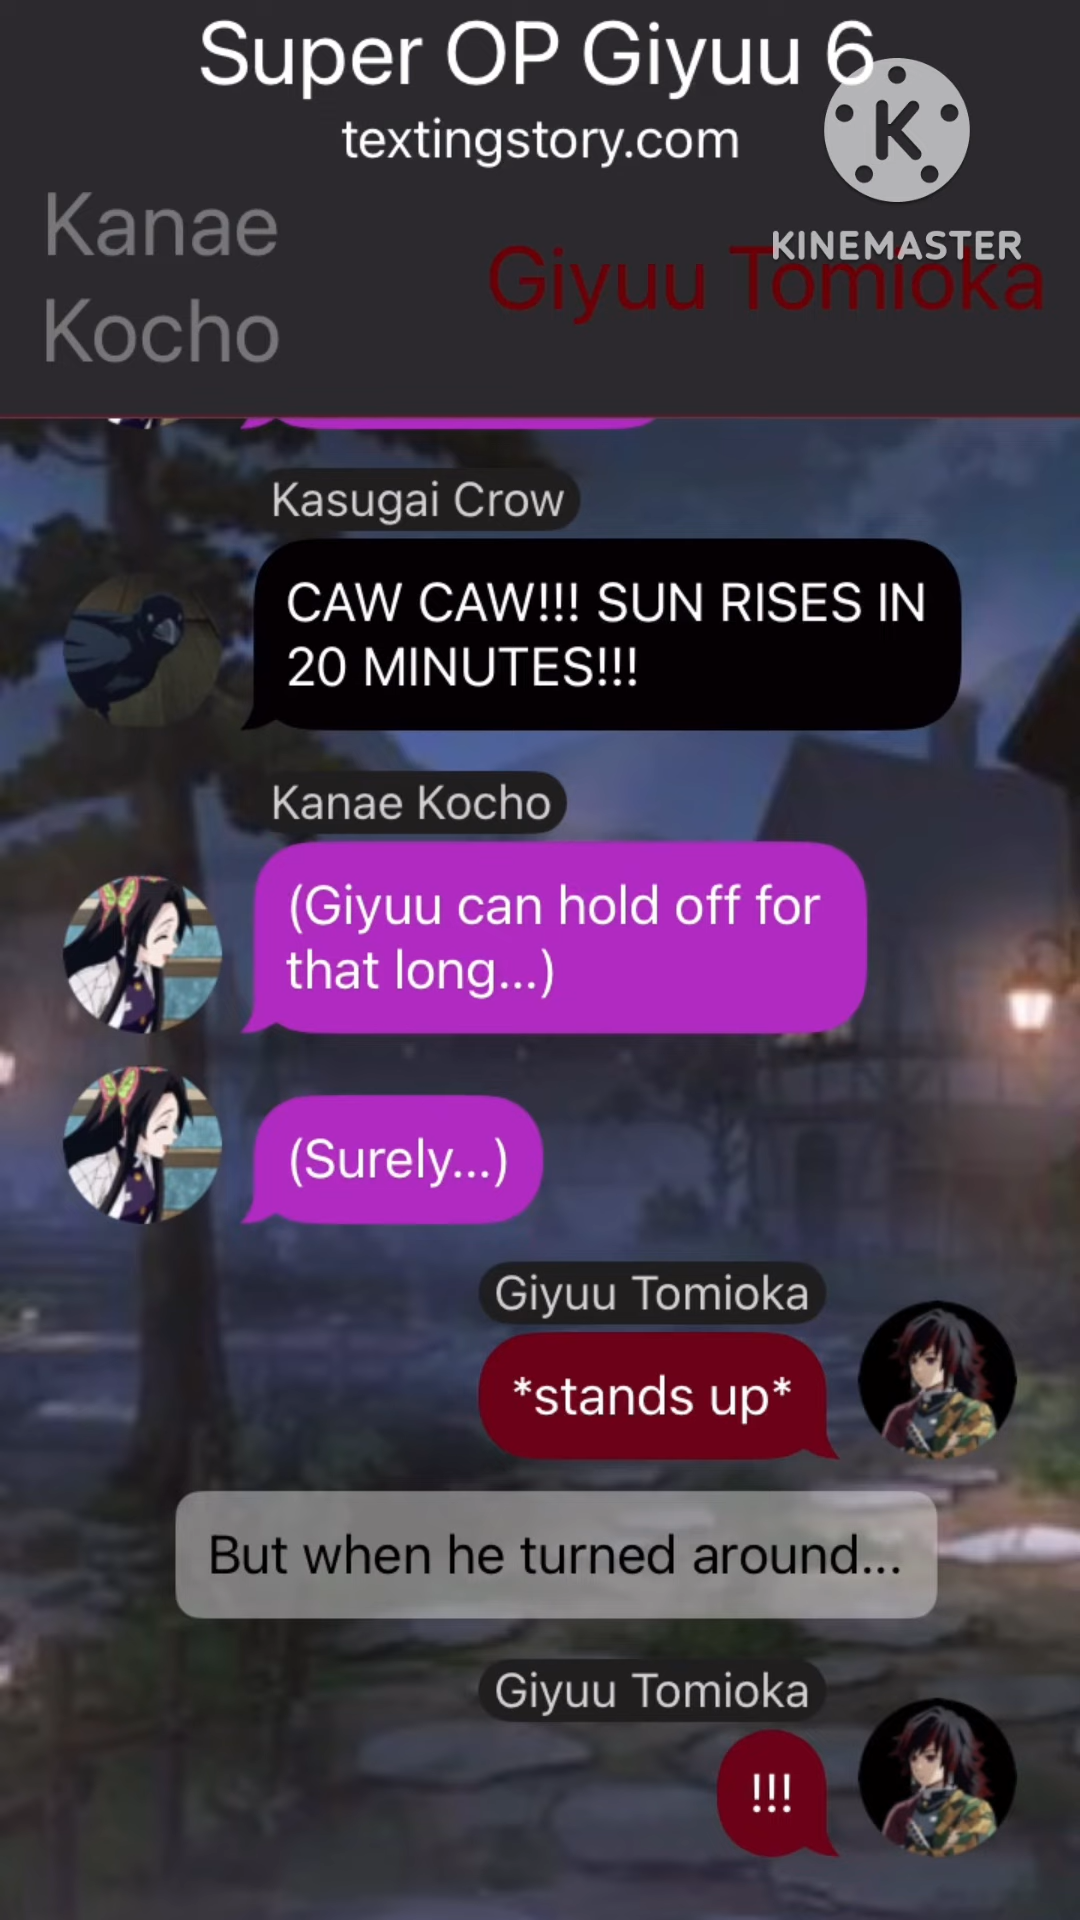 Super OP Giyuu 6
textingstory.com
K
KINEMASTER
Kanae
Kocho
Giyuu Tomioka
Kasugai Crow
CAW CAW!!! SUN RISES IN
20 MINUTES!!!
Kanae Kocho
(Giyuu can hold off for
that long...)
(Surely...)
Giyuu Tomioka
*stands up*
But when he turned around...
Giyuu Tomioka
!!!